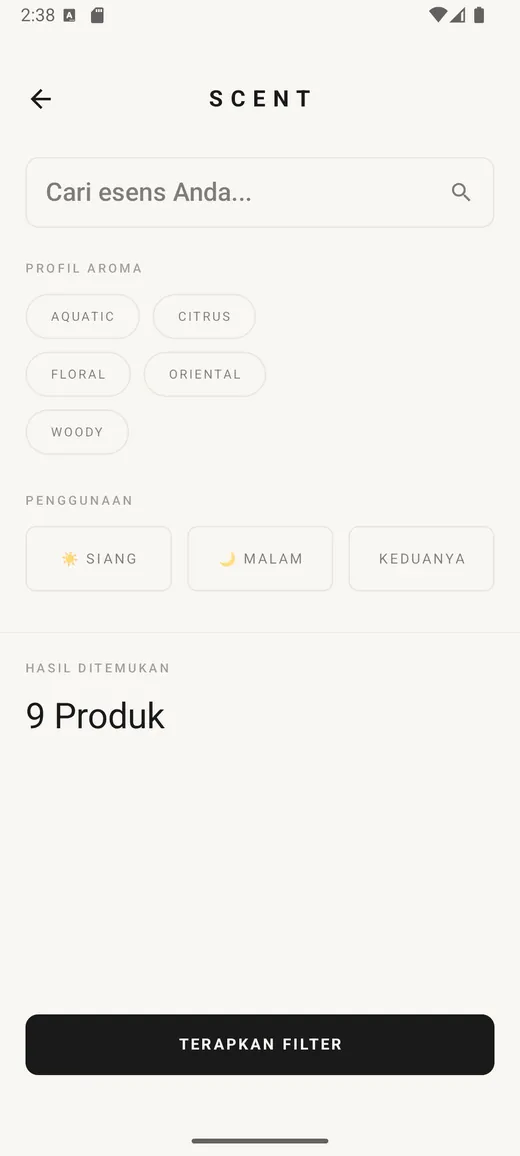 2:38
SCENT
Cari esens Anda...
PROFIL AROMA
AQUATIC CITRUS
FLORAL ORIENTAL
WOODY
PENGGUNAAN
☀️ SIANG 🌙 MALAM KEDUANYA
HASIL DITEMUKAN
9 Produk
TERAPKAN FILTER